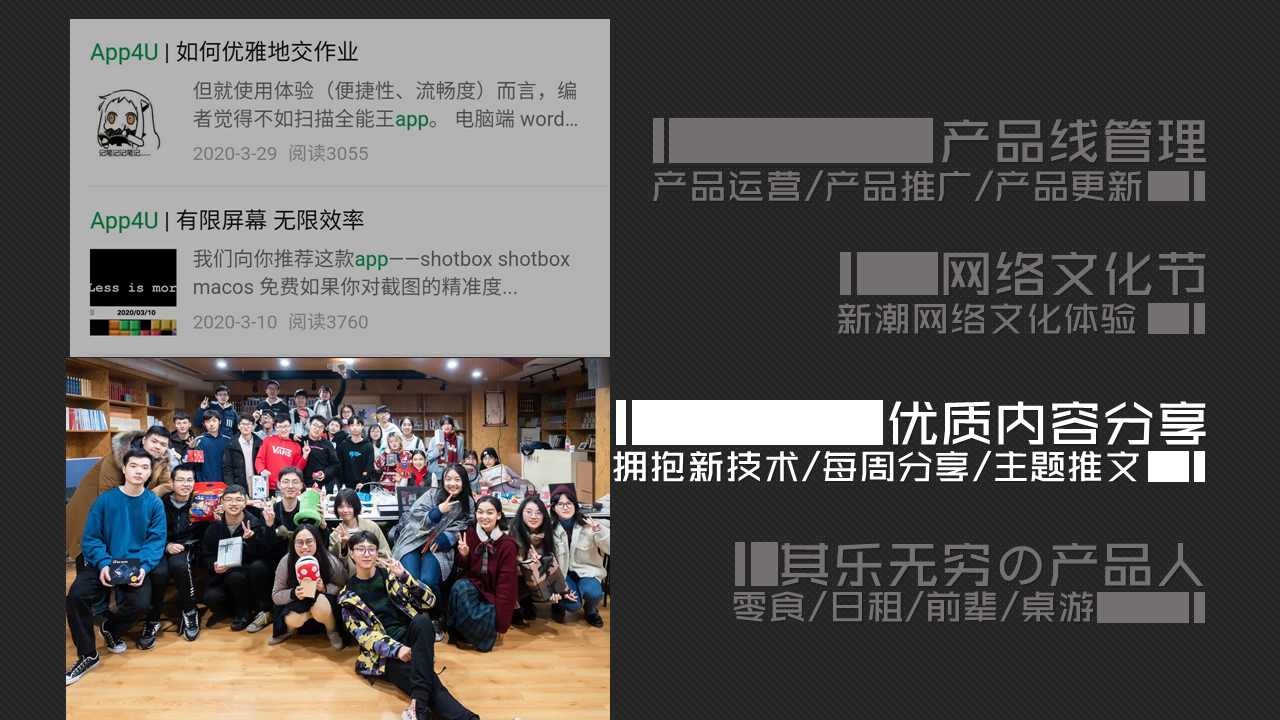 App4U | 如何优雅地交作业
但就使用体验（便捷性、流畅度）而言，编
者觉得不如扫描全能王app。 电脑端 word...
记笔记记笔记......
2020-3-29 阅读3055
App4U | 有限屏幕 无限效率
我们向你推荐这款app——shotbox shotbox
macos 免费如果你对截图的精准度...
Less is mor
2020/03/10
2020-3-10 阅读3760
VANS
产品线管理
产品运营/产品推广/产品更新
网络文化节
新潮网络文化体验
优质内容分享
拥抱新技术/每周分享/主题推文
其乐无穷の产品人
零食/日租/前辈/桌游